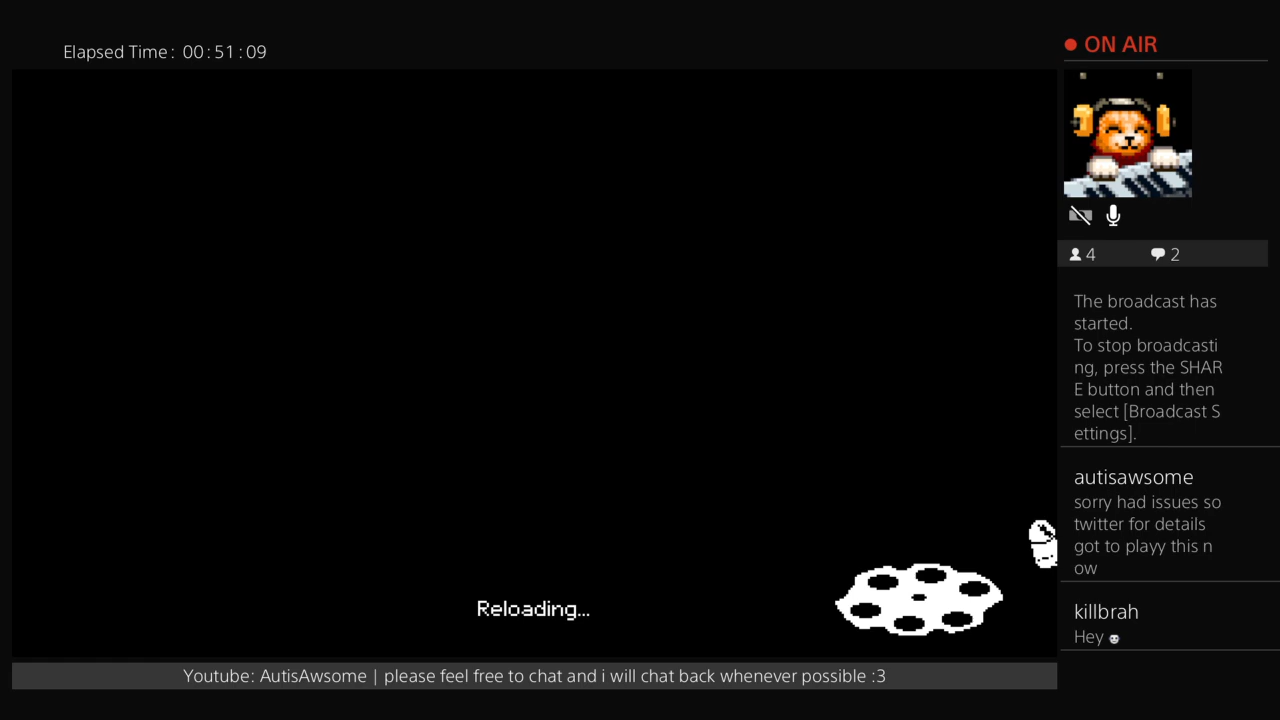 Elapsed Time: 00:51:09
ON AIR
4 2
The broadcast has
started.
To stop broadcasti
ng, press the SHAR
E button and then
select [Broadcast S
ettings].
autisawsome
sorry had issues so
twitter for details
got to playy this n
ow
killbrah
Hey
Reloading...
Youtube: AutisAwsome | please feel free to chat and i will chat back whenever possible :3